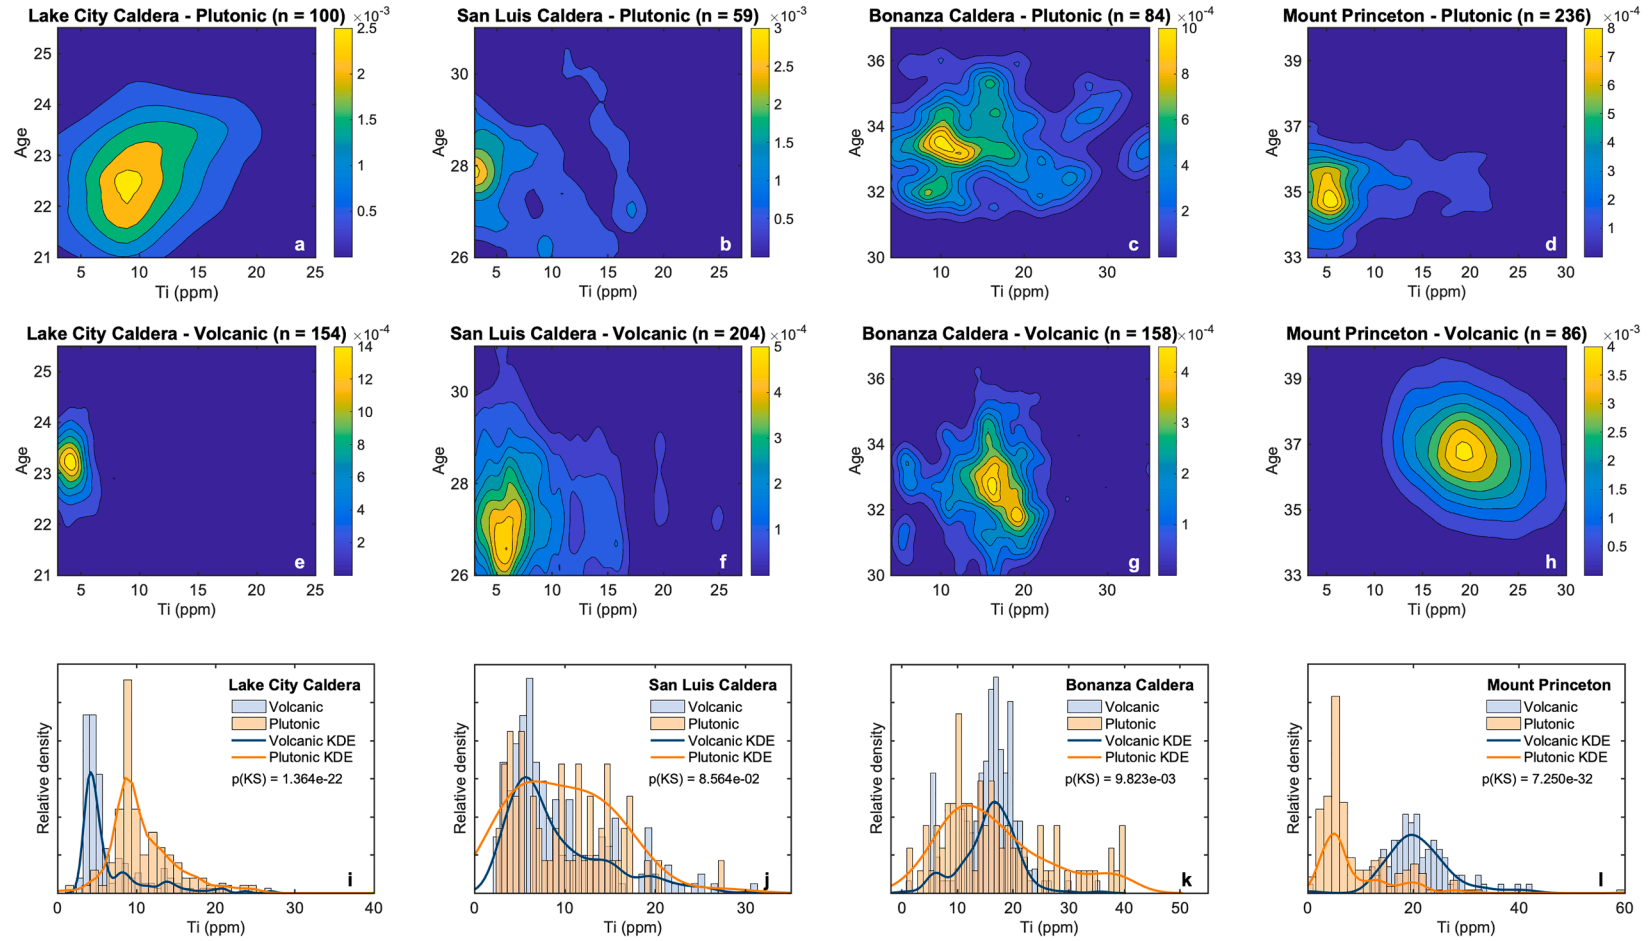 Lake City Caldera - Plutonic (n = 100)
×10⁻³
25
24
23
22
21
Age
5 10 15 20 25
Ti (ppm)
a
2.5
2
1.5
1
0.5
San Luis Caldera - Plutonic (n = 59)
×10⁻³
30
28
26
Age
5 10 15 20 25
Ti (ppm)
b
3
2.5
2
1.5
1
0.5
Bonanza Caldera - Plutonic (n = 84)
×10⁻⁴
36
34
32
30
Age
10 20 30
Ti (ppm)
c
10
8
6
4
2
Mount Princeton - Plutonic (n = 236)
×10⁻⁴
39
37
35
33
Age
5 10 15 20 25 30
Ti (ppm)
d
8
7
6
5
4
3
2
1
Lake City Caldera - Volcanic (n = 154)
×10⁻⁴
25
24
23
22
21
Age
5 10 15 20 25
Ti (ppm)
e
14
12
10
8
6
4
2
San Luis Caldera - Volcanic (n = 204)
×10⁻⁴
30
28
26
Age
5 10 15 20 25
Ti (ppm)
f
5
4
3
2
1
Bonanza Caldera - Volcanic (n = 158)
×10⁻⁴
36
34
32
30
Age
10 20 30
Ti (ppm)
g
4
3
2
1
Mount Princeton - Volcanic (n = 86)
×10⁻³
39
37
35
33
Age
5 10 15 20 25 30
Ti (ppm)
h
4
3.5
3
2.5
2
1.5
1
0.5
Relative density
Lake City Caldera
Volcanic
Plutonic
Volcanic KDE
Plutonic KDE
p(KS) = 1.364e-22
i
0 10 20 30 40
Ti (ppm)
Relative density
San Luis Caldera
Volcanic
Plutonic
Volcanic KDE
Plutonic KDE
p(KS) = 8.564e-02
j
0 10 20 30
Ti (ppm)
Relative density
Bonanza Caldera
Volcanic
Plutonic
Volcanic KDE
Plutonic KDE
p(KS) = 9.823e-03
k
0 10 20 30 40 50
Ti (ppm)
Relative density
Mount Princeton
Volcanic
Plutonic
Volcanic KDE
Plutonic KDE
p(KS) = 7.250e-32
l
0 20 40 60
Ti (ppm)